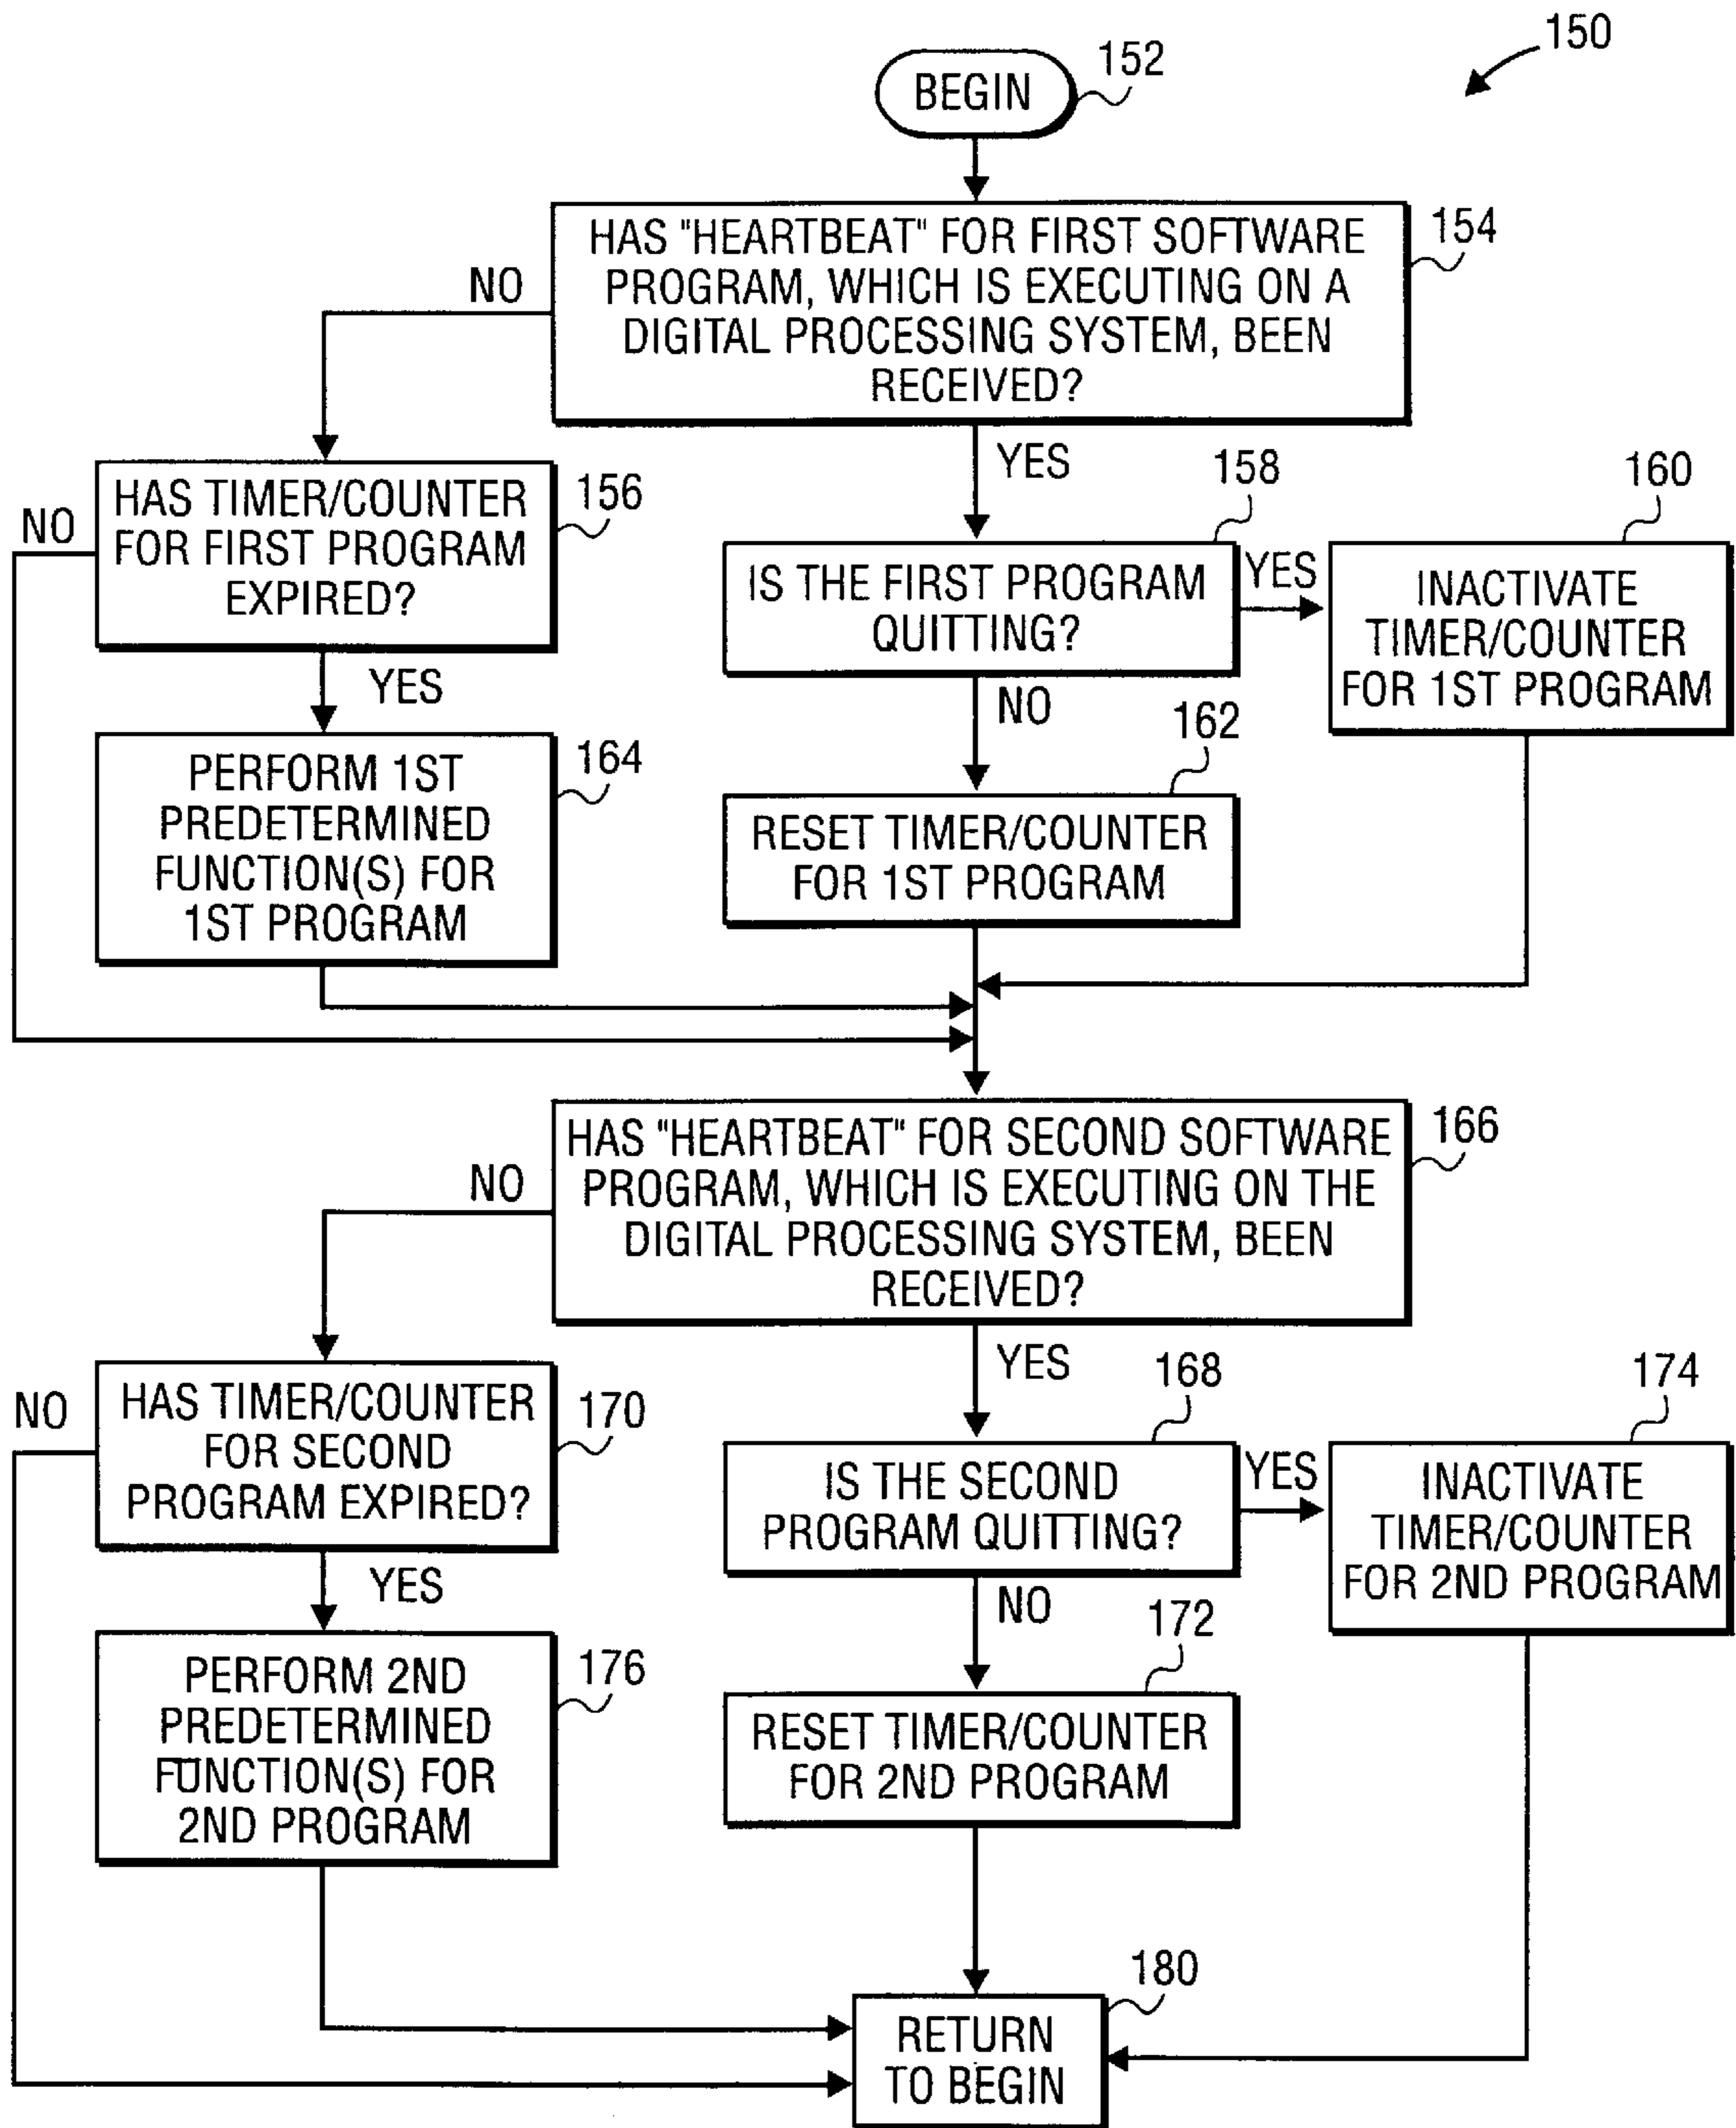 150
BEGIN
152
HAS "HEARTBEAT" FOR FIRST SOFTWARE
PROGRAM, WHICH IS EXECUTING ON A
DIGITAL PROCESSING SYSTEM, BEEN
RECEIVED?
154
NO
YES
HAS TIMER/COUNTER
FOR FIRST PROGRAM
EXPIRED?
156
NO
YES
IS THE FIRST PROGRAM
QUITTING?
158
YES
NO
INACTIVATE
TIMER/COUNTER
FOR 1ST PROGRAM
160
PERFORM 1ST
PREDETERMINED
FUNCTION(S) FOR
1ST PROGRAM
164
RESET TIMER/COUNTER
FOR 1ST PROGRAM
162
HAS "HEARTBEAT" FOR SECOND SOFTWARE
PROGRAM, WHICH IS EXECUTING ON THE
DIGITAL PROCESSING SYSTEM, BEEN
RECEIVED?
166
NO
YES
HAS TIMER/COUNTER
FOR SECOND
PROGRAM EXPIRED?
170
NO
YES
IS THE SECOND
PROGRAM QUITTING?
168
YES
NO
INACTIVATE
TIMER/COUNTER
FOR 2ND PROGRAM
174
PERFORM 2ND
PREDETERMINED
FUNCTION(S) FOR
2ND PROGRAM
176
RESET TIMER/COUNTER
FOR 2ND PROGRAM
172
RETURN
TO BEGIN
180